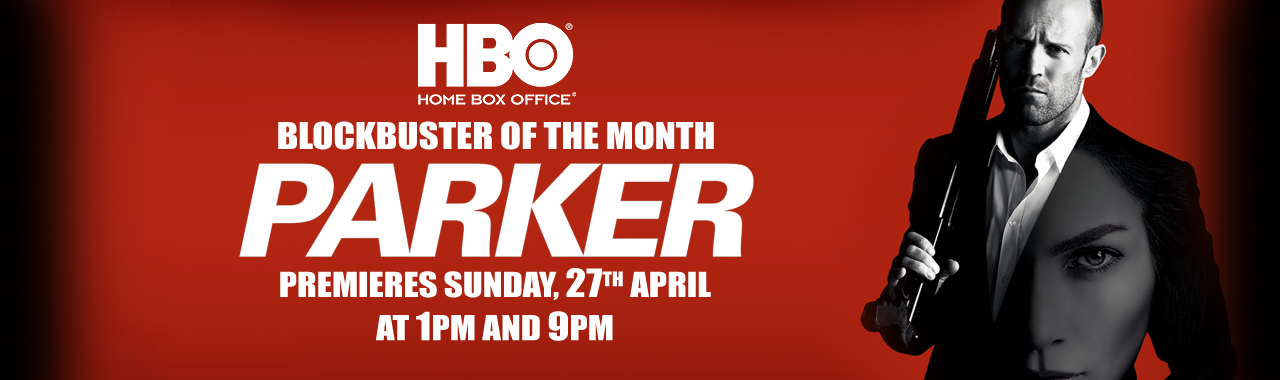 HBO®
HOME BOX OFFICE®
BLOCKBUSTER OF THE MONTH
PARKER
PREMIERES SUNDAY, 27TH APRIL
AT 1PM AND 9PM